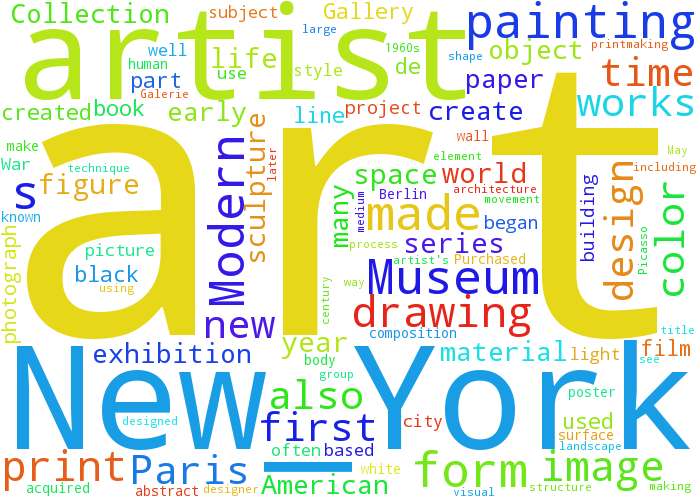 Collection
subject
Gallery
painting
artist
large
well
1960s
printmaking
human
life
style
de
object
shape
time
part
use
paper
works
Galerie
created
book
early
line
project
create
wall
make
art
War
technique
Modern
sculpture
later
many
space
element
world
May
including
s
figure
known
Berlin
medium
made
architecture
movement
began
building
design
color
photograph
picture
process
series
artist's
Picasso
black
using
century
way
Museum
Purchased
new
drawing
composition
title
exhibition
year
material
light
film
see
body
group
New_York
also
designed
city
poster
used
first
surface
often
based
landscape
print
Paris
white
form
image
acquired
abstract
designer
American
visual
structure
making